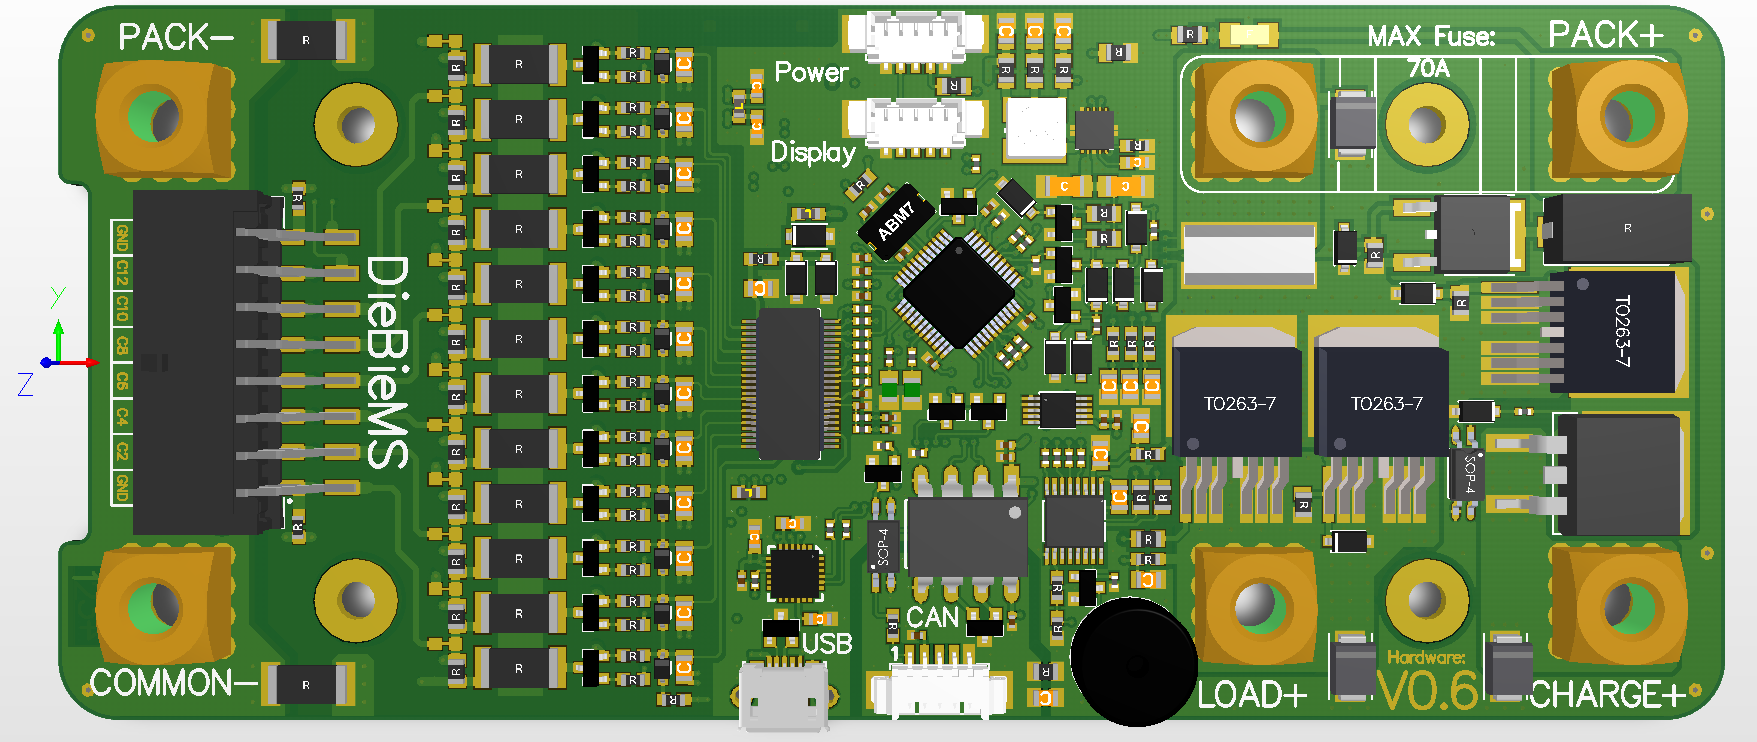 PACK-
MAX Fuse:
70A
PACK+
Power
Display
ABM7
GND
C12
C10
C8
C6
C4
C2
GND
DieBieMS
TO263-7
TO263-7
TO263-7
SOP-4
SOP-4
CAN
USB
1
COMMON-
LOAD+
Hardware:
V0.6
CHARGE+